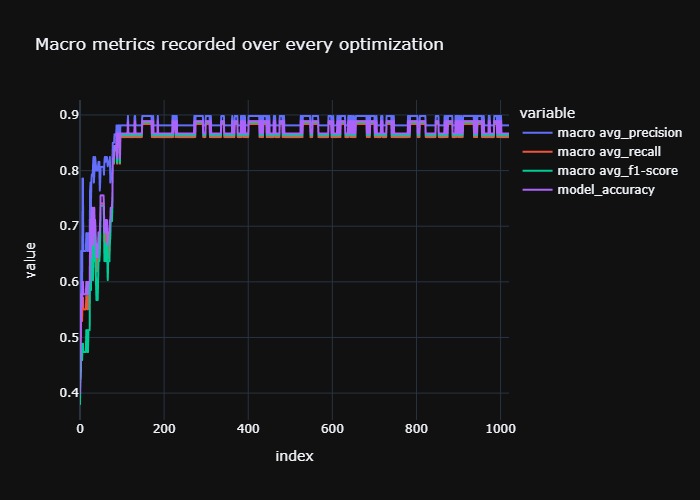 Macro metrics recorded over every optimization
variable
macro avg_precision
macro avg_recall
macro avg_f1-score
model_accuracy
value
0.9
0.8
0.7
0.6
0.5
0.4
0 200 400 600 800 1000
index